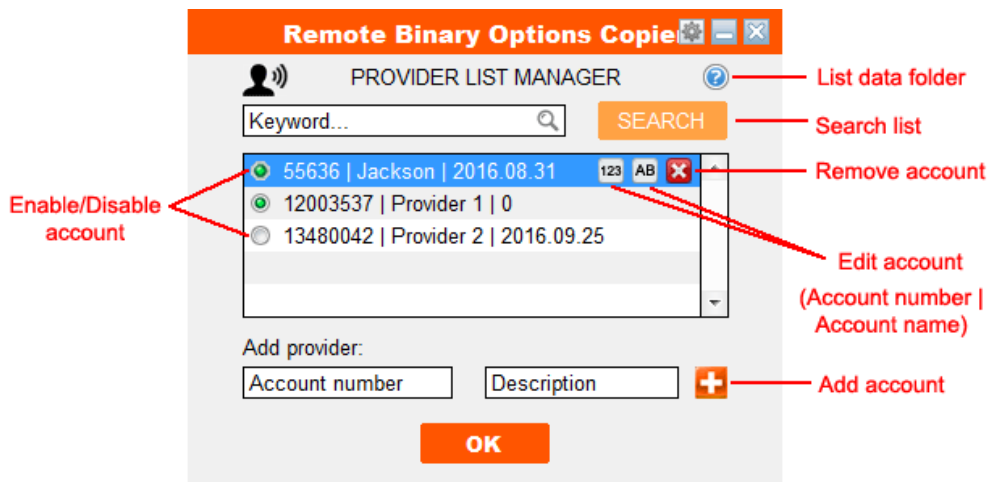 Remote Binary Options Copie
PROVIDER LIST MANAGER
?
List data folder
Keyword...
SEARCH
Search list
55636 | Jackson | 2016.08.31
123
AB
Remove account
Enable/Disable
account
12003537 | Provider 1 | 0
13480042 | Provider 2 | 2016.09.25
Edit account
(Account number |
Account name)
Add provider:
Account number
Description
Add account
OK